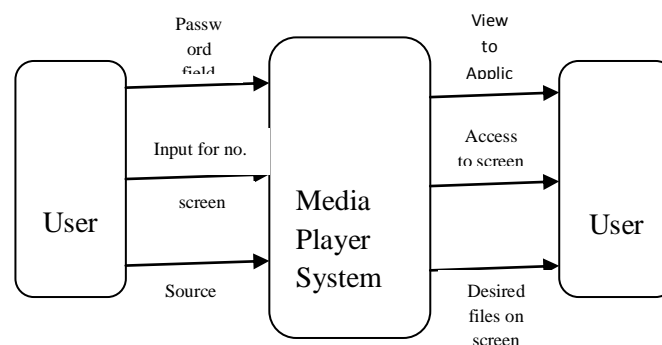 Passw
ord
field
View
to
Applic
Input for no.
screen
Access
to screen
User
Media
Player
System
User
Source
Desired
files on
screen